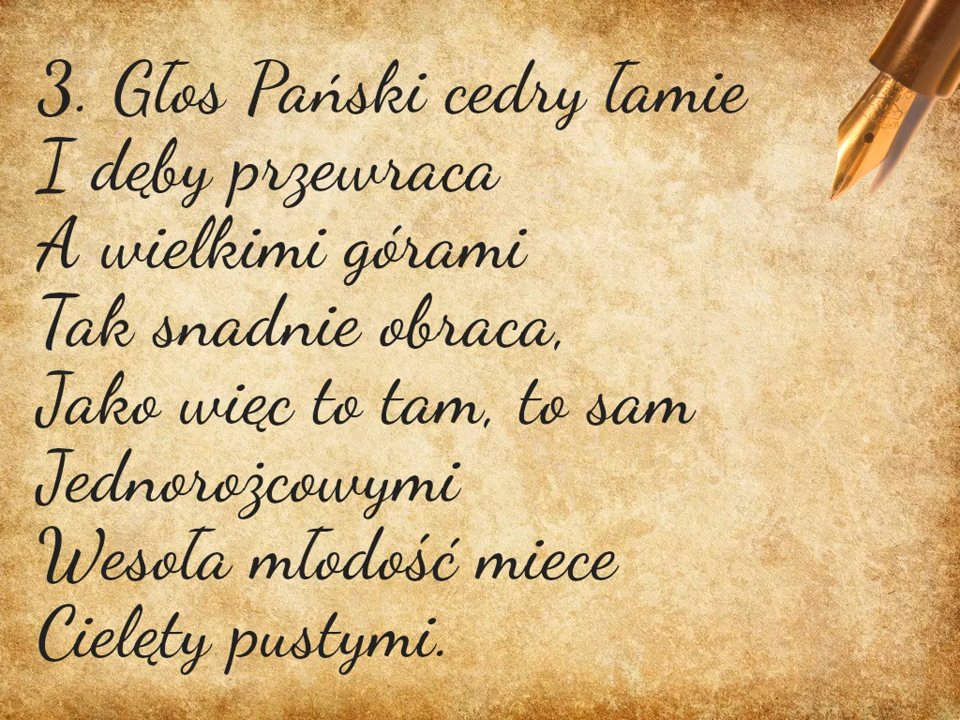 3. Głos Pański cedry łamie
I dęby przewraca
A wielkimi górami
Tak snadnie obraca,
Jako więc to tam, to sam
Jednorożcowymi
Wesoła młodość miece
Cielęty pustymi.